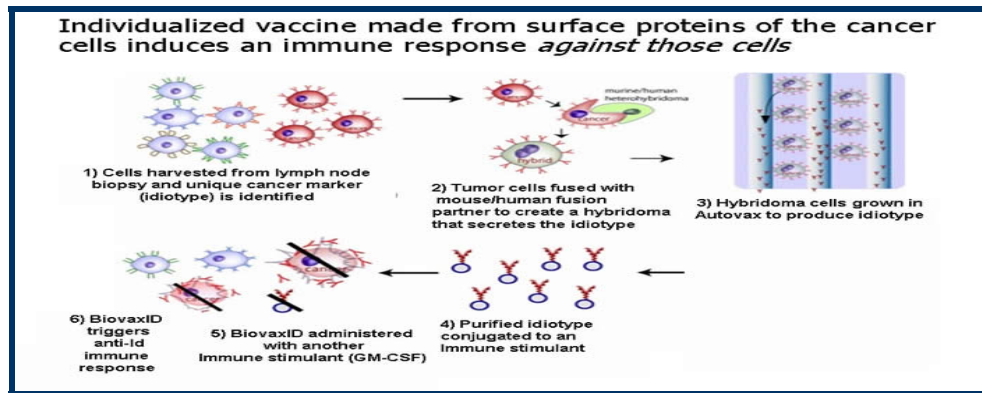 Individualized vaccine made from surface proteins of the cancer
cells induces an immune response against those cells
murine/human
heterohybridoma
cancer
hybrid
1) Cells harvested from lymph node
biopsy and unique cancer marker
(idiotype) is identified
2) Tumor cells fused with
mouse/human fusion
partner to create a hybridoma
that secretes the idiotype
3) Hybridoma cells grown in
Autovax to produce idiotype
6) BiovaxID
triggers
anti-Id
immune
response
5) BiovaxID administered
with another
Immune stimulant (GM-CSF)
4) Purified idiotype
conjugated to an
Immune stimulant